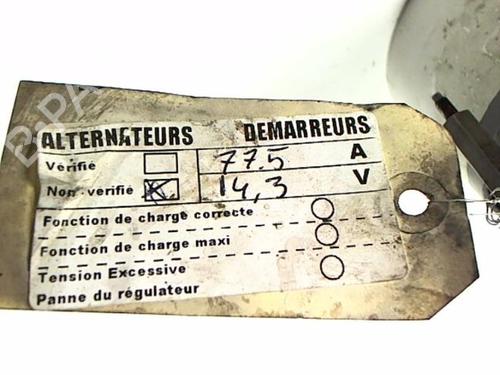 ALTERNATEURS DEMARREURS
Vérifié 77.5 A
Non vérifié 14,3 V
Fonction de charge correcte
Fonction de charge maxi
Tension Excessive
Panne du régulateur